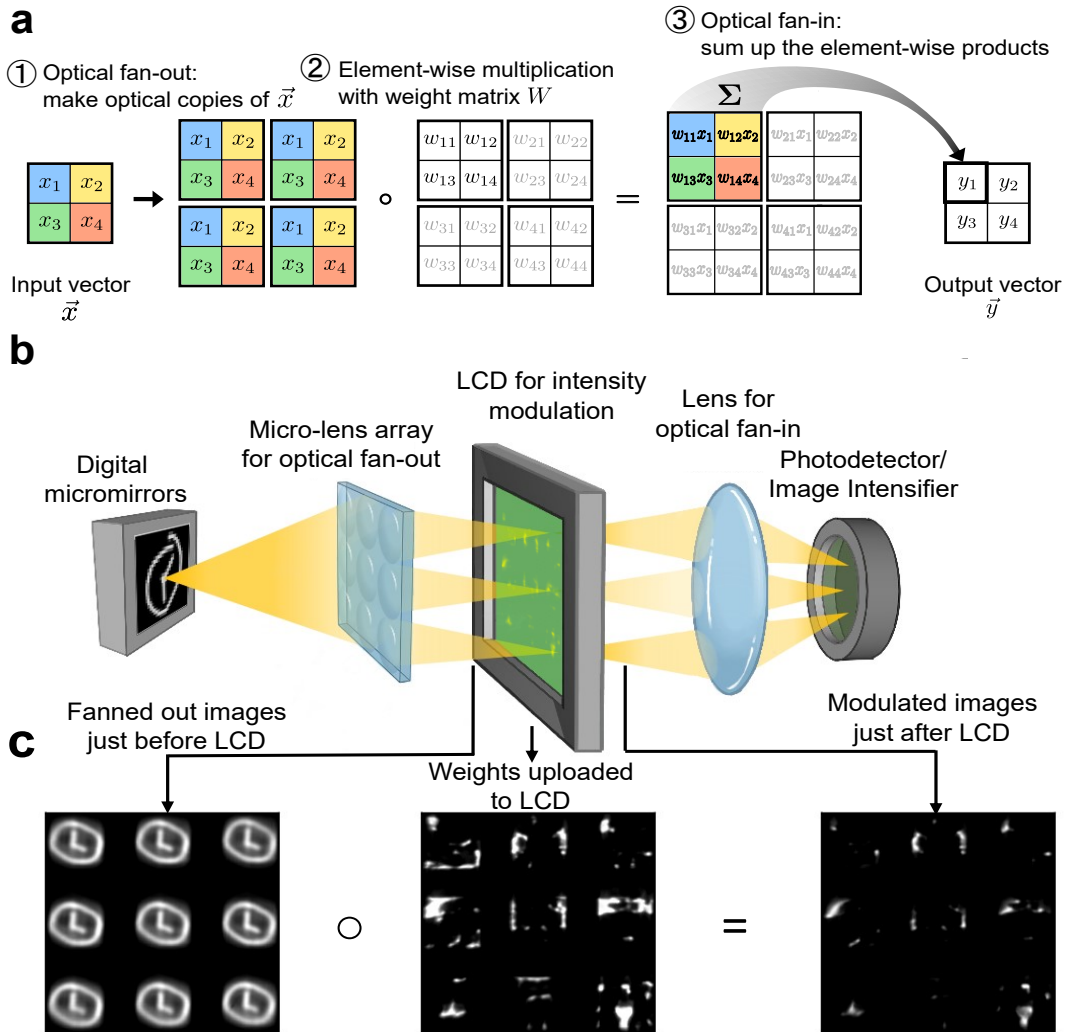 a
① Optical fan-out:
make optical copies of x⃗
② Element-wise multiplication
with weight matrix W
③ Optical fan-in:
sum up the element-wise products
Σ
x₁ x₂ x₁ x₂ x₁ x₂ w₁₁ w₁₂ w₂₁ w₂₂ w₁₁x₁ w₁₂x₂ w₂₁x₁ w₂₂x₂ y₁ y₂
x₃ x₄ x₃ x₄ x₃ x₄ w₁₃ w₁₄ w₂₃ w₂₄ w₁₃x₃ w₁₄x₄ w₂₃x₃ w₂₄x₄ y₃ y₄
∘ =
x₁ x₂ x₁ x₂ w₃₁ w₃₂ w₄₁ w₄₂ w₃₁x₁ w₃₂x₂ w₄₁x₁ w₄₂x₂
x₃ x₄ x₃ x₄ w₃₃ w₃₄ w₄₃ w₄₄ w₃₃x₃ w₃₄x₄ w₄₃x₃ w₄₄x₄
Input vector
x⃗
Output vector
y⃗
b
Digital
micromirrors
Micro-lens array
for optical fan-out
LCD for intensity
modulation
Lens for
optical fan-in
Photodetector/
Image Intensifier
c
Fanned out images
just before LCD
Weights uploaded
to LCD
Modulated images
just after LCD
○ =